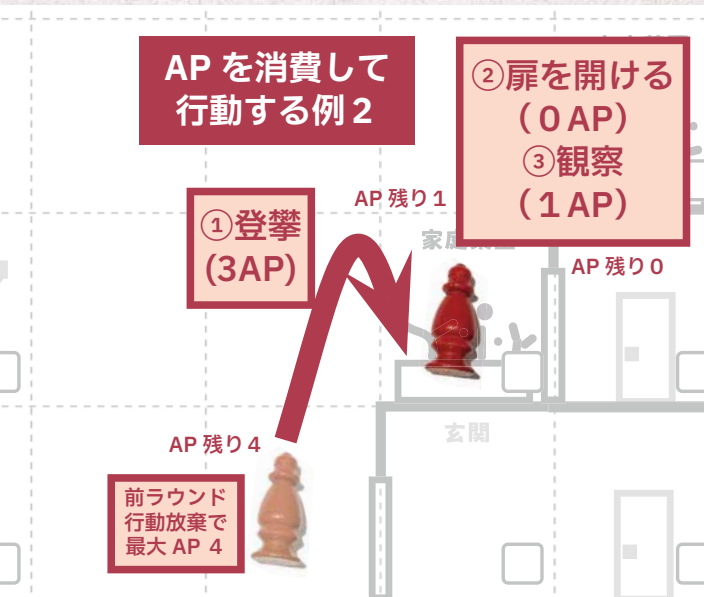 AP を消費して
行動する例２
②扉を開ける
（０AP）
③観察
（１AP）
AP 残り１
①登攀
(3AP)
AP 残り０
AP 残り４
玄関
前ラウンド
行動放棄で
最大 AP ４